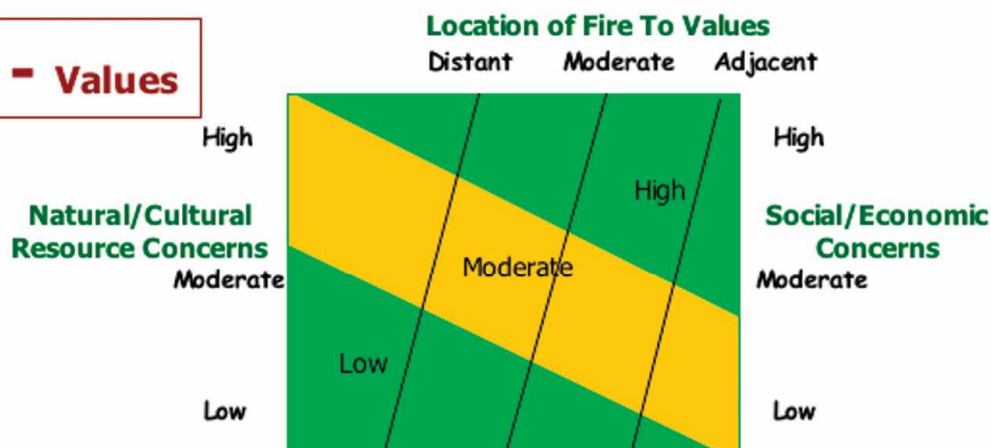 Location of Fire To Values
- Values
Distant Moderate Adjacent
High High
High
Natural/Cultural Social/Economic
Resource Concerns Concerns
Moderate
Moderate Moderate
Low
Low Low